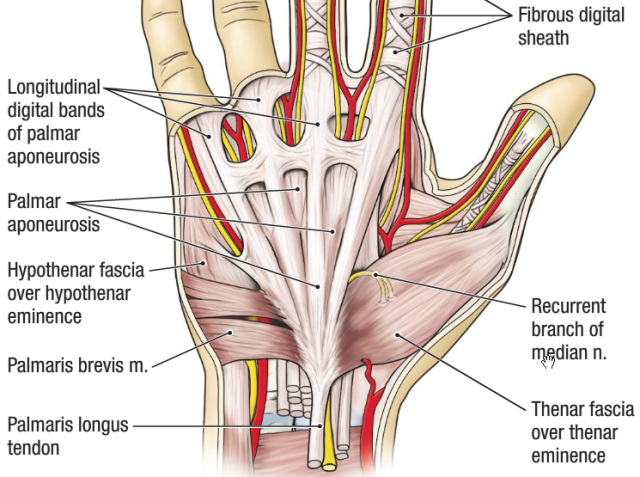 Fibrous digital
sheath
Longitudinal
digital bands
of palmar
aponeurosis
Palmar
aponeurosis
Hypothenar fascia
over hypothenar
eminence
Palmaris brevis m.
Palmaris longus
tendon
Recurrent
branch of
median n.
Thenar fascia
over thenar
eminence